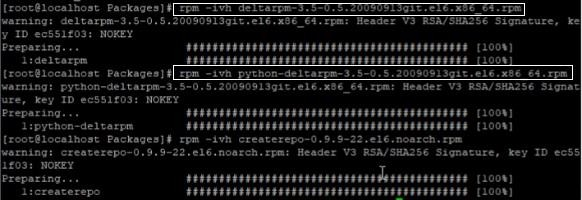 [root@localhost Packages]# rpm -ivh deltarpm-3.5-0.5.20090913git.el6.x86_64.rpm
warning: deltarpm-3.5-0.5.20090913git.el6.x86_64.rpm: Header V3 RSA/SHA256 Signature, ke
y ID ec551f03: NOKEY
Preparing... ########################################### [100%]
1:deltarpm ########################################### [100%]
[root@localhost Packages]# rpm -ivh python-deltarpm-3.5-0.5.20090913git.el6.x86_64.rpm
warning: python-deltarpm-3.5-0.5.20090913git.el6.x86_64.rpm: Header V3 RSA/SHA256 Signat
ure, key ID ec551f03: NOKEY
Preparing... ########################################### [100%]
1:python-deltarpm ########################################### [100%]
[root@localhost Packages]# rpm -ivh createrepo-0.9.9-22.el6.noarch.rpm
warning: createrepo-0.9.9-22.el6.noarch.rpm: Header V3 RSA/SHA256 Signature, key ID ec55
1f03: NOKEY
Preparing... ########################################### [100%]
1:createrepo ########################################### [100%]